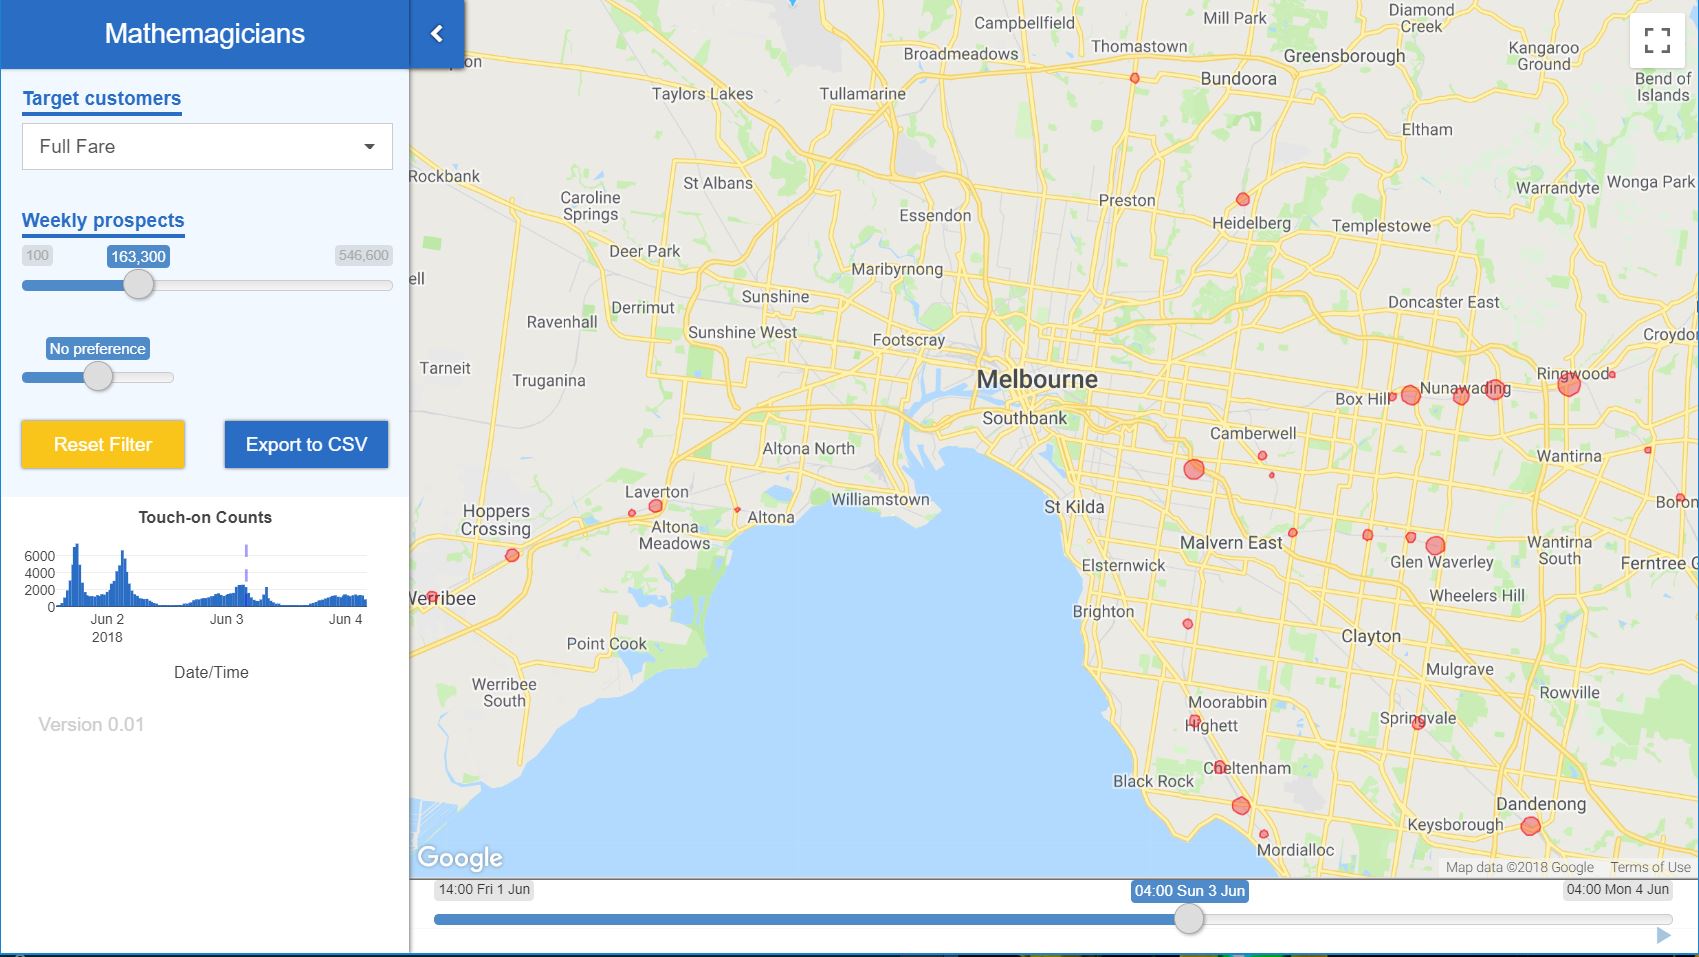 Mathemagicians
Target customers
Full Fare
Weekly prospects
100
163,300
546,600
No preference
Reset Filter
Export to CSV
Touch-on Counts
6000
4000
2000
0
Jun 2
2018
Jun 3
Jun 4
Date/Time
Version 0.01
Campbellfield
Mill Park
Diamond
Creek
Broadmeadows
Thomastown
Greensborough
Kangaroo
Ground
Bundoora
Bend of
Islands
Taylors Lakes
Tullamarine
Eltham
Rockbank
St Albans
Caroline
Springs
Preston
Warrandyte
Wonga Park
Essendon
Heidelberg
Templestowe
Deer Park
Maribyrnong
Sunshine
Doncaster East
Derrimut
Ravenhall
Sunshine West
Footscray
Croydo
Tarneit
Truganina
Melbourne
Southbank
Box Hill
Nunawading
Ringwood
Camberwell
Altona North
Wantirna
Laverton
Williamstown
St Kilda
Boron
Hoppers
Crossing
Altona
Altona
Meadows
Malvern East
Wantirna
South
Elsternwick
Glen Waverley
Ferntree G
Werribee
Wheelers Hill
Brighton
Point Cook
Clayton
Mulgrave
Werribee
South
Moorabbin
Rowville
Highett
Springvale
Cheltenham
Black Rock
Dandenong
Keysborough
Mordialloc
Google
Map data ©2018 Google
Terms of Use
14:00 Fri 1 Jun
04:00 Sun 3 Jun
04:00 Mon 4 Jun